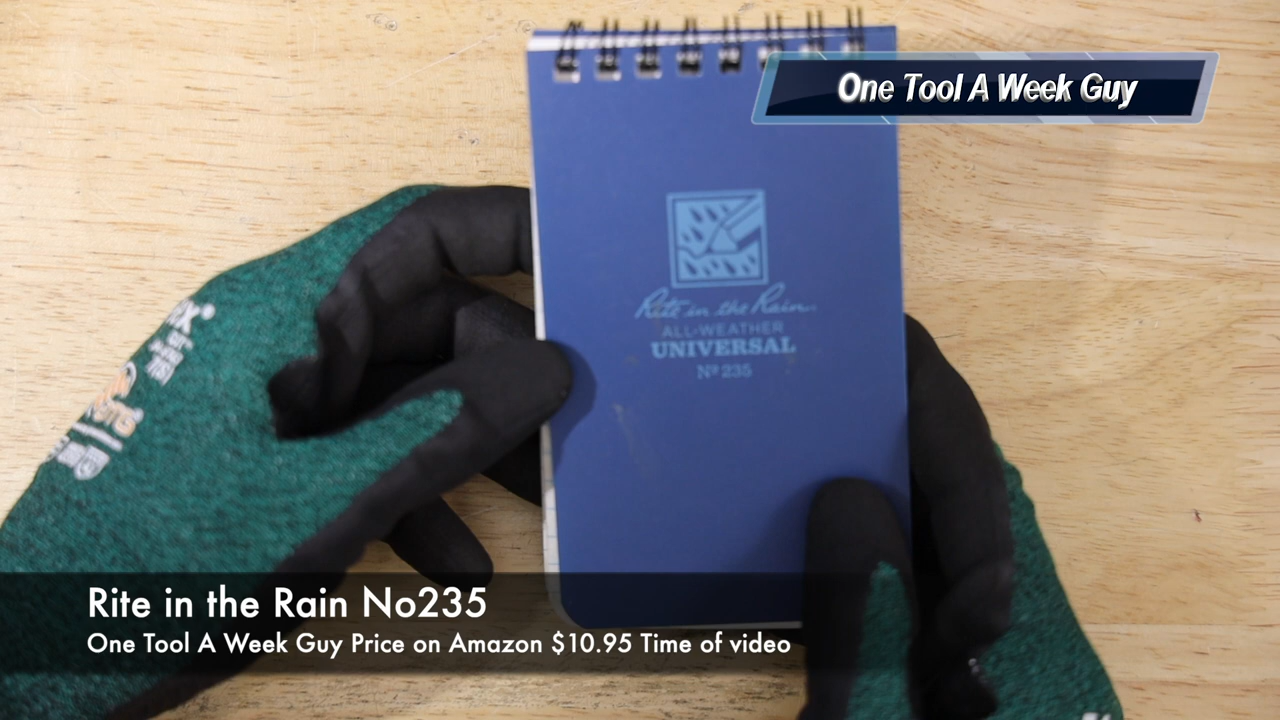 One Tool A Week Guy
Rite in the Rain
ALL-WEATHER
UNIVERSAL
Nº 235
Rite in the Rain No235
One Tool A Week Guy Price on Amazon $10.95 Time of video